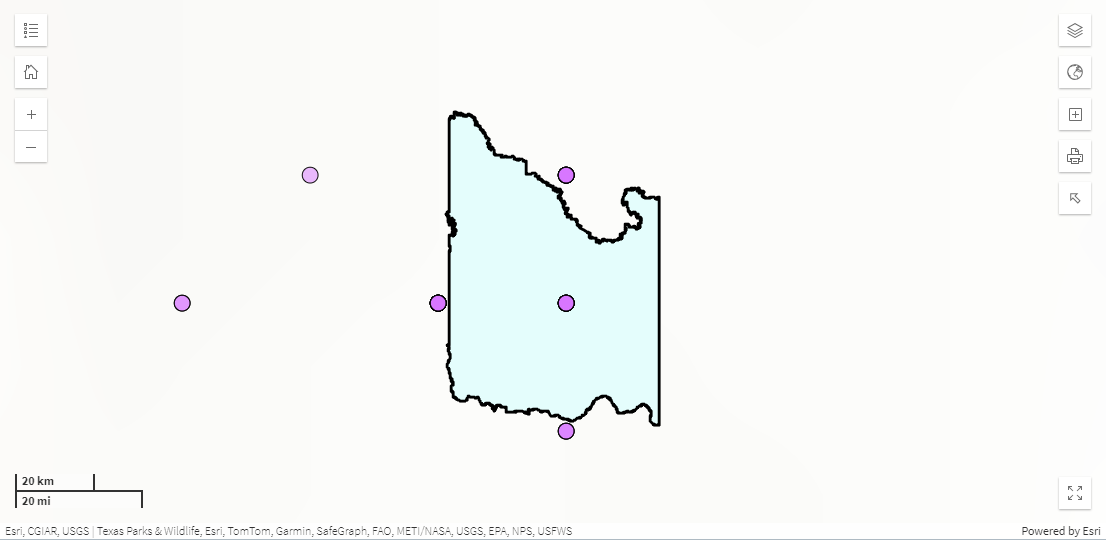 20 km
20 mi
Esri, CGIAR, USGS | Texas Parks & Wildlife, Esri, TomTom, Garmin, SafeGraph, FAO, METI/NASA, USGS, EPA, NPS, USFWS
Powered by Esri